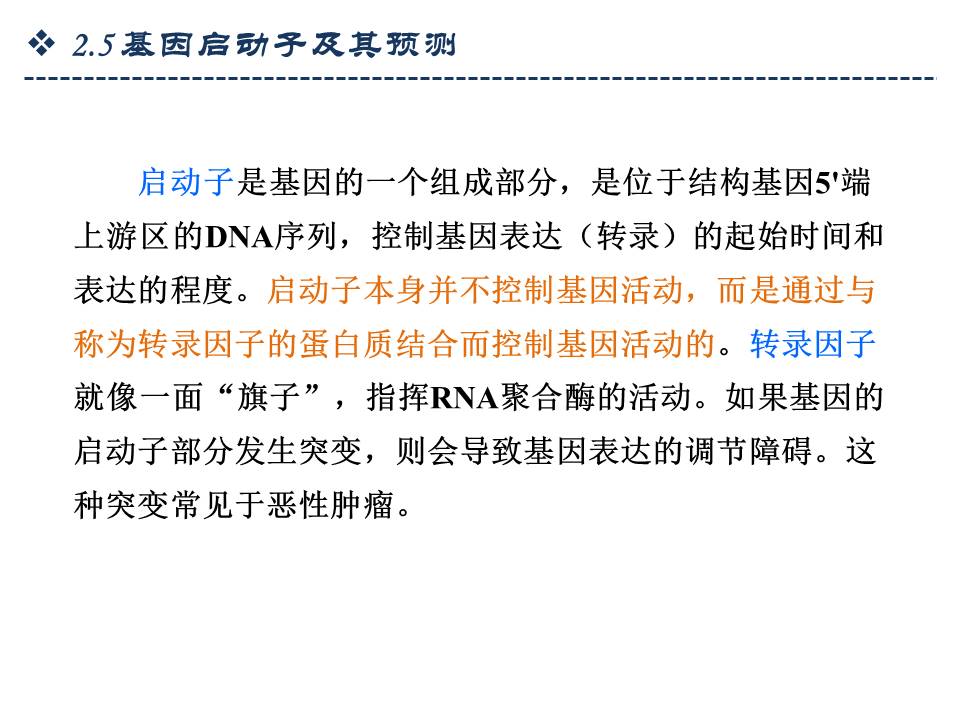 ❖ 2.5基因启动子及其预测
启动子是基因的一个组成部分，是位于结构基因5'端
上游区的DNA序列，控制基因表达（转录）的起始时间和
表达的程度。启动子本身并不控制基因活动，而是通过与
称为转录因子的蛋白质结合而控制基因活动的。转录因子
就像一面“旗子”，指挥RNA聚合酶的活动。如果基因的
启动子部分发生突变，则会导致基因表达的调节障碍。这
种突变常见于恶性肿瘤。